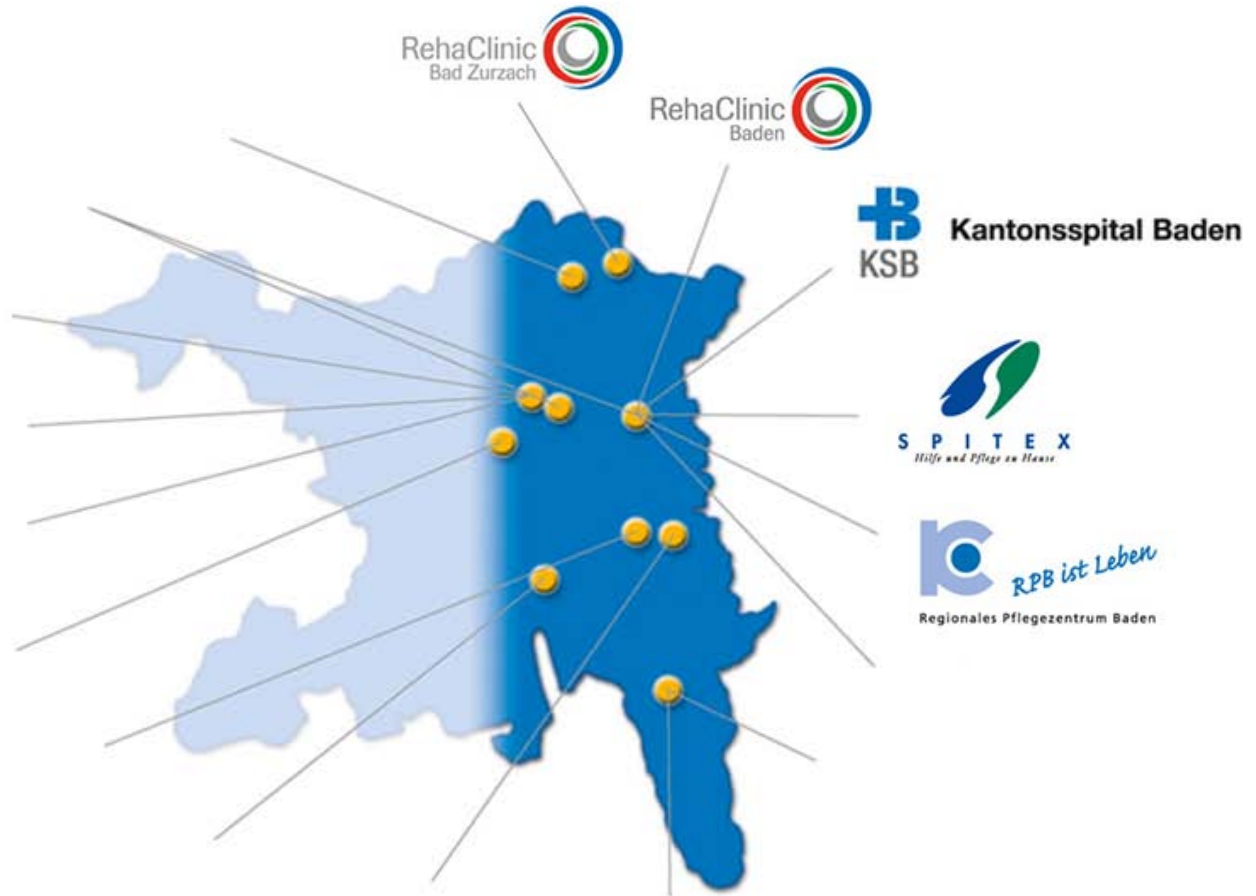 RehaClinic
Bad Zurzach
RehaClinic
Baden
KSB
Kantonsspital Baden
SPITEX
Hilfe und Pflege zu Hause
RPB ist Leben
Regionales Pflegezentrum Baden